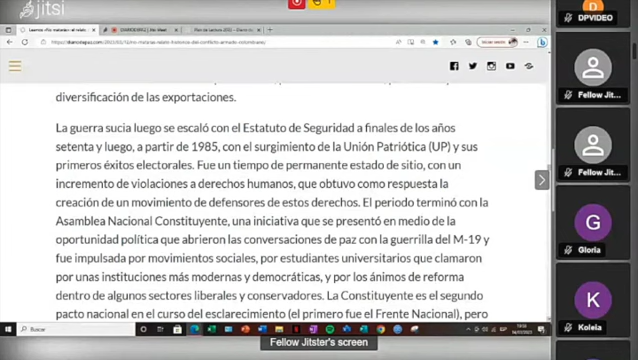 jitsi
DPVIDEO
Fellow Jit...
Fellow Jit...
Gloria
K
Koleia
G
diversificación de las exportaciones.
La guerra sucia luego se escaló con el Estatuto de Seguridad a finales de los años
setenta y luego, a partir de 1985, con el surgimiento de la Unión Patriótica (UP) y sus
primeros éxitos electorales. Fue un tiempo de permanente estado de sitio, con un
incremento de violaciones a derechos humanos, que obtuvo como respuesta la
creación de un movimiento de defensores de estos derechos. El periodo terminó con la
Asamblea Nacional Constituyente, una iniciativa que se presentó en medio de la
oportunidad política que abrieron las conversaciones de paz con la guerrilla del M-19 y
fue impulsada por movimientos sociales, por estudiantes universitarios que clamaron
por unas instituciones más modernas y democráticas, y por los ánimos de reforma
dentro de algunos sectores liberales y conservadores. La Constituyente es el segundo
pacto nacional en el curso del esclarecimiento (el primero fue el Frente Nacional), pero
Buscar
Fellow Jitster's screen